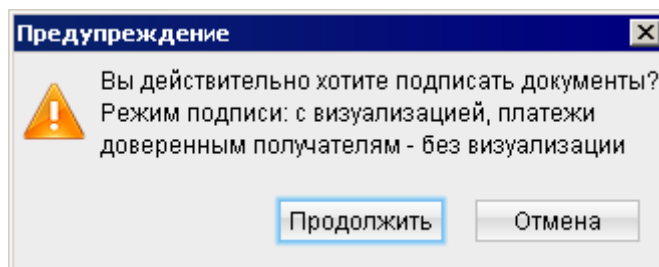 Предупреждение
Вы действительно хотите подписать документы?
Режим подписи: с визуализацией, платежи
доверенным получателям - без визуализации
Продолжить Отмена